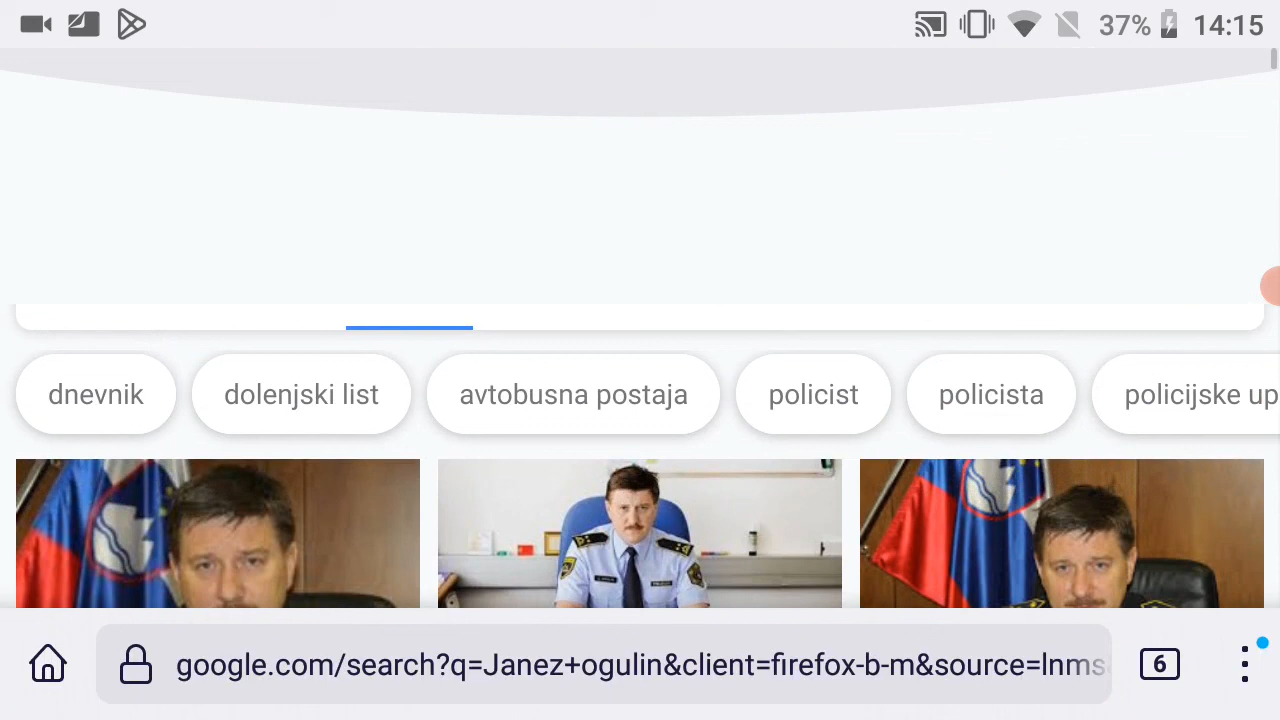 37% 14:15
dnevnik dolenjski list avtobusna postaja policist policista policijske up
google.com/search?q=Janez+ogulin&client=firefox-b-m&source=lnms 6